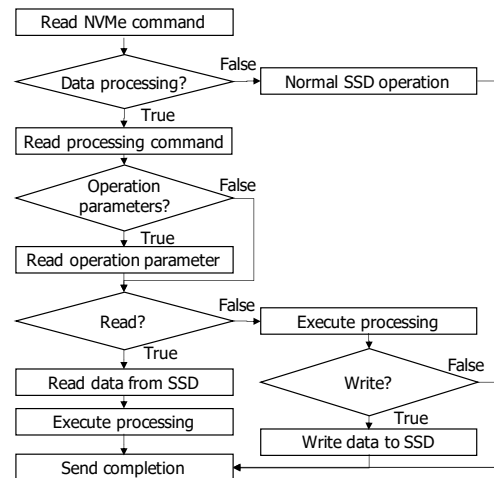 Read NVMe command
False
Data processing?
Normal SSD operation
True
Read processing command
Operation
parameters?
False
True
Read operation parameter
False
Read?
Execute processing
True
False
Read data from SSD
Write?
Execute processing
True
Write data to SSD
Send completion